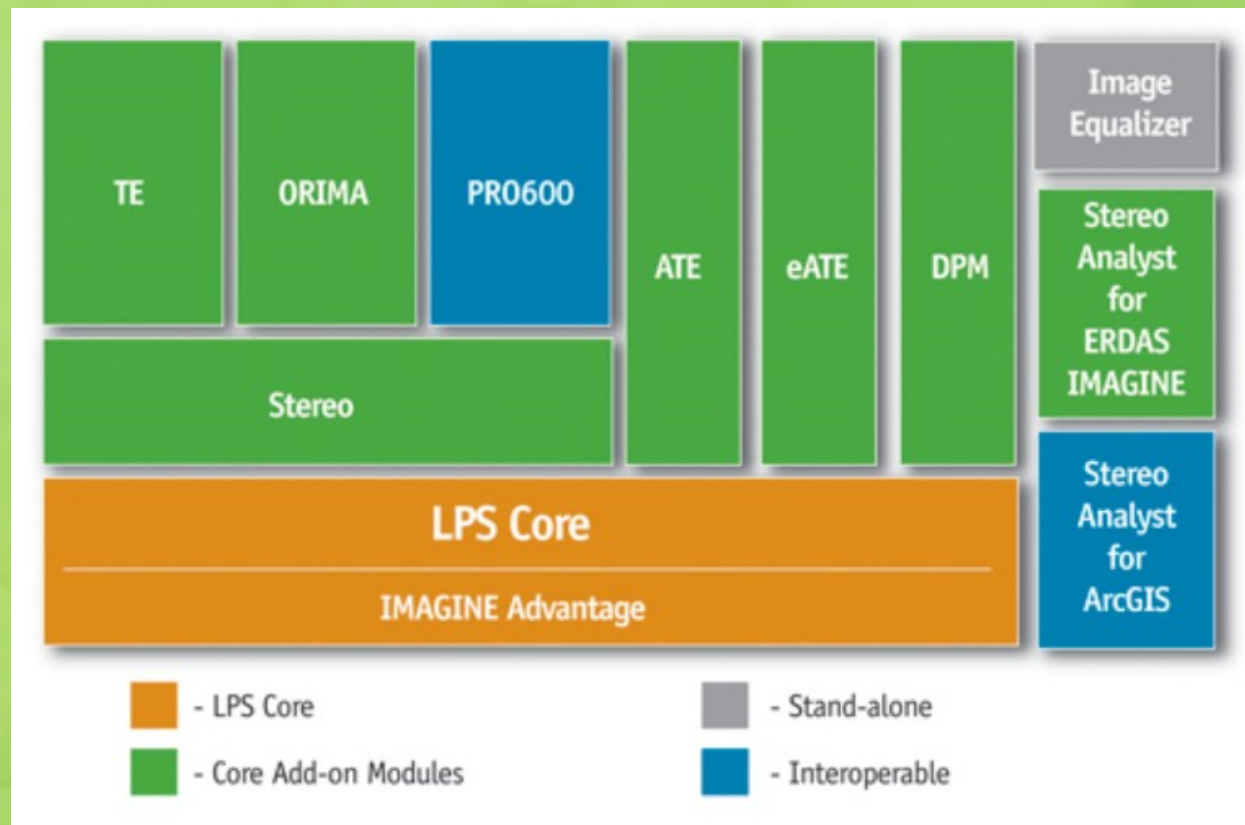 TE
ORIMA
PRO600
ATE
eATE
DPM
Image
Equalizer
Stereo
Analyst
for
ERDAS
IMAGINE
Stereo
LPS Core
IMAGINE Advantage
Stereo
Analyst
for
ArcGIS
- LPS Core
- Stand-alone
- Core Add-on Modules
- Interoperable